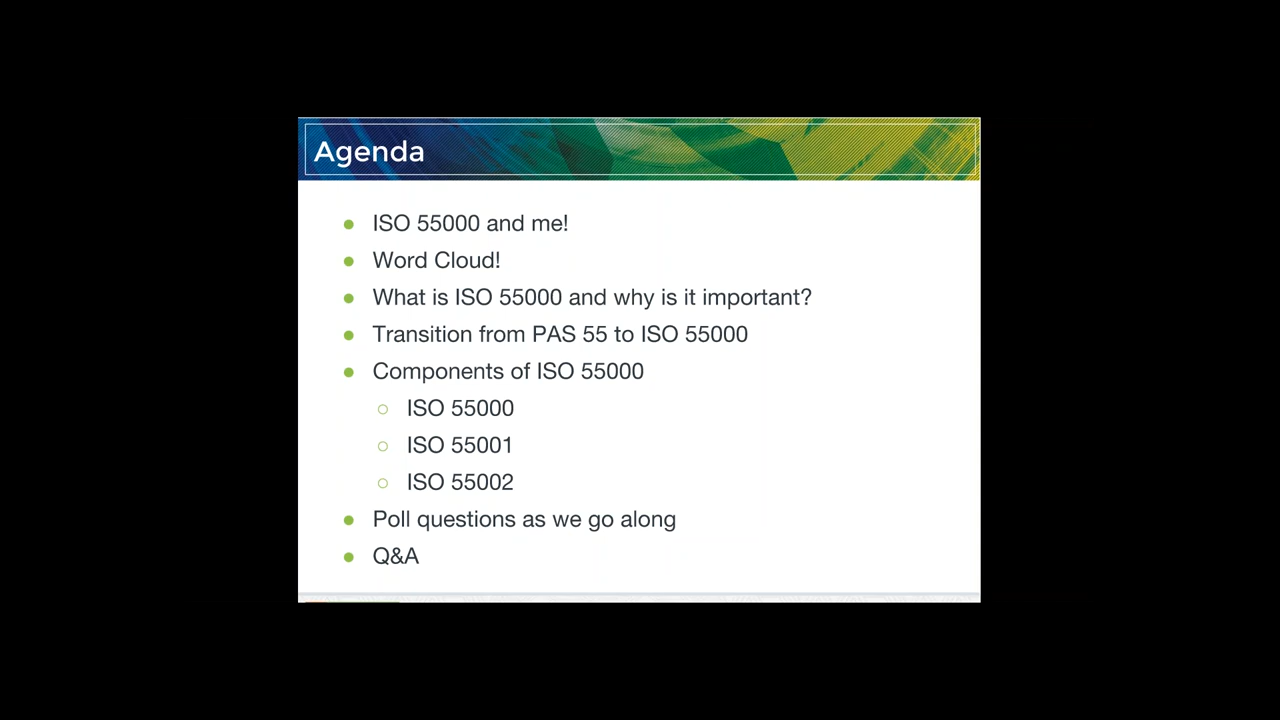 Agenda
ISO 55000 and me!
Word Cloud!
What is ISO 55000 and why is it important?
Transition from PAS 55 to ISO 55000
Components of ISO 55000
ISO 55000
ISO 55001
ISO 55002
Poll questions as we go along
Q&A